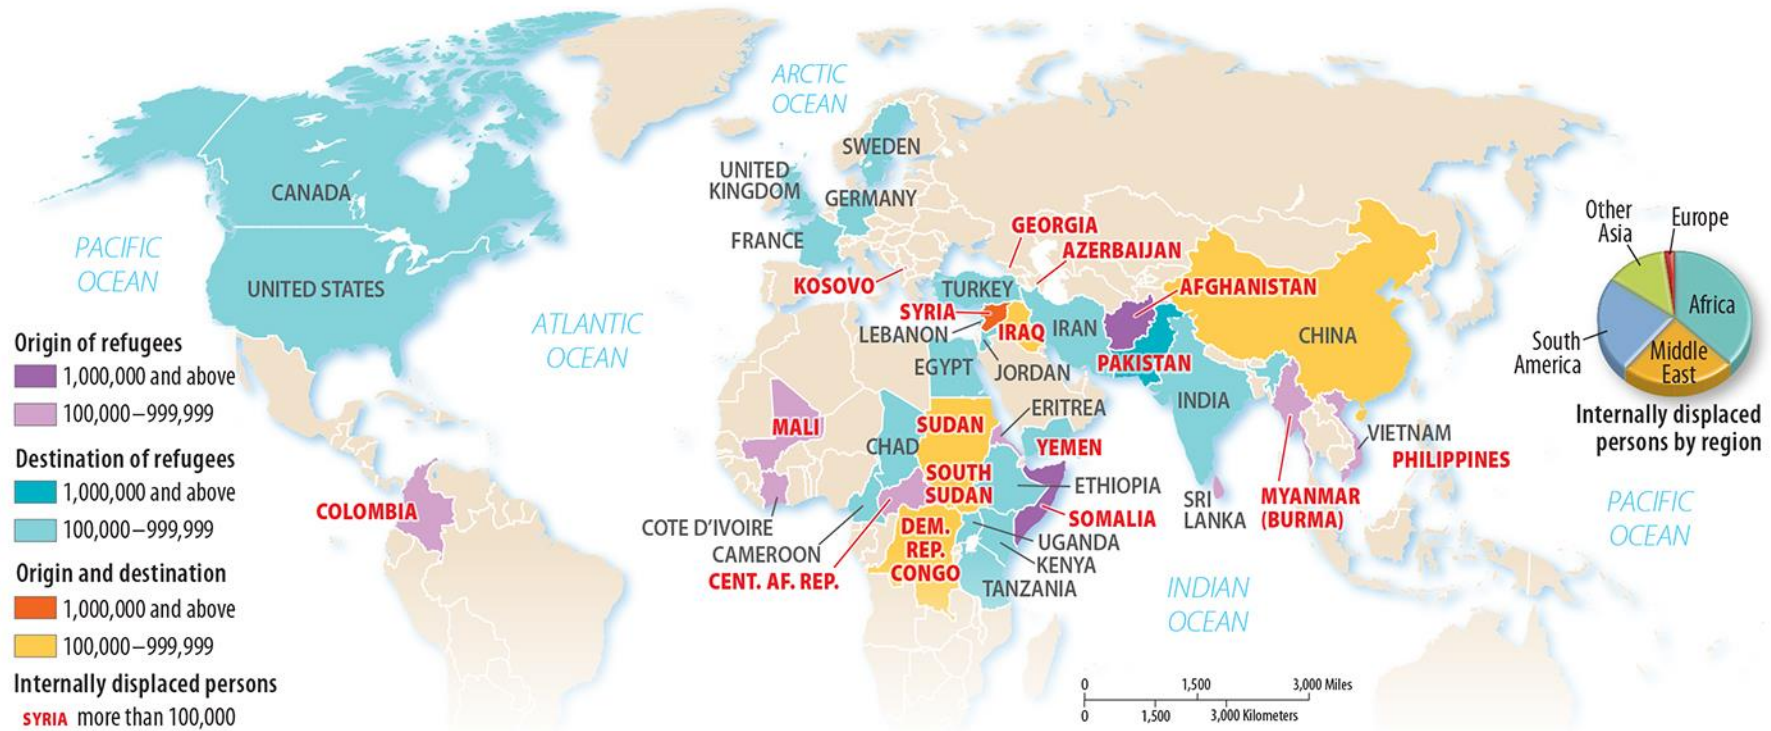 ARCTIC
OCEAN
SWEDEN
UNITED
KINGDOM
GERMANY
CANADA
FRANCE
PACIFIC
OCEAN
UNITED STATES
ATLANTIC
OCEAN
GEORGIA
AZERBAIJAN
KOSOVO
TURKEY
AFGHANISTAN
SYRIA
LEBANON
IRAQ
IRAN
CHINA
PAKISTAN
EGYPT
JORDAN
INDIA
ERITREA
MALI
SUDAN
CHAD
YEMEN
VIETNAM
PHILIPPINES
SOUTH
SUDAN
ETHIOPIA
SRI
LANKA
MYANMAR
(BURMA)
COLOMBIA
COTE D'IVOIRE
SOMALIA
DEM.
REP.
CONGO
UGANDA
CAMEROON
KENYA
CENT. AF. REP.
TANZANIA
PACIFIC
OCEAN
INDIAN
OCEAN
Origin of refugees
1,000,000 and above
100,000–999,999
Destination of refugees
1,000,000 and above
100,000–999,999
Origin and destination
1,000,000 and above
100,000–999,999
Internally displaced persons
SYRIA more than 100,000
Other
Asia
Europe
Africa
South
America
Middle
East
Internally displaced
persons by region
0 1,500 3,000 Miles
0 1,500 3,000 Kilometers